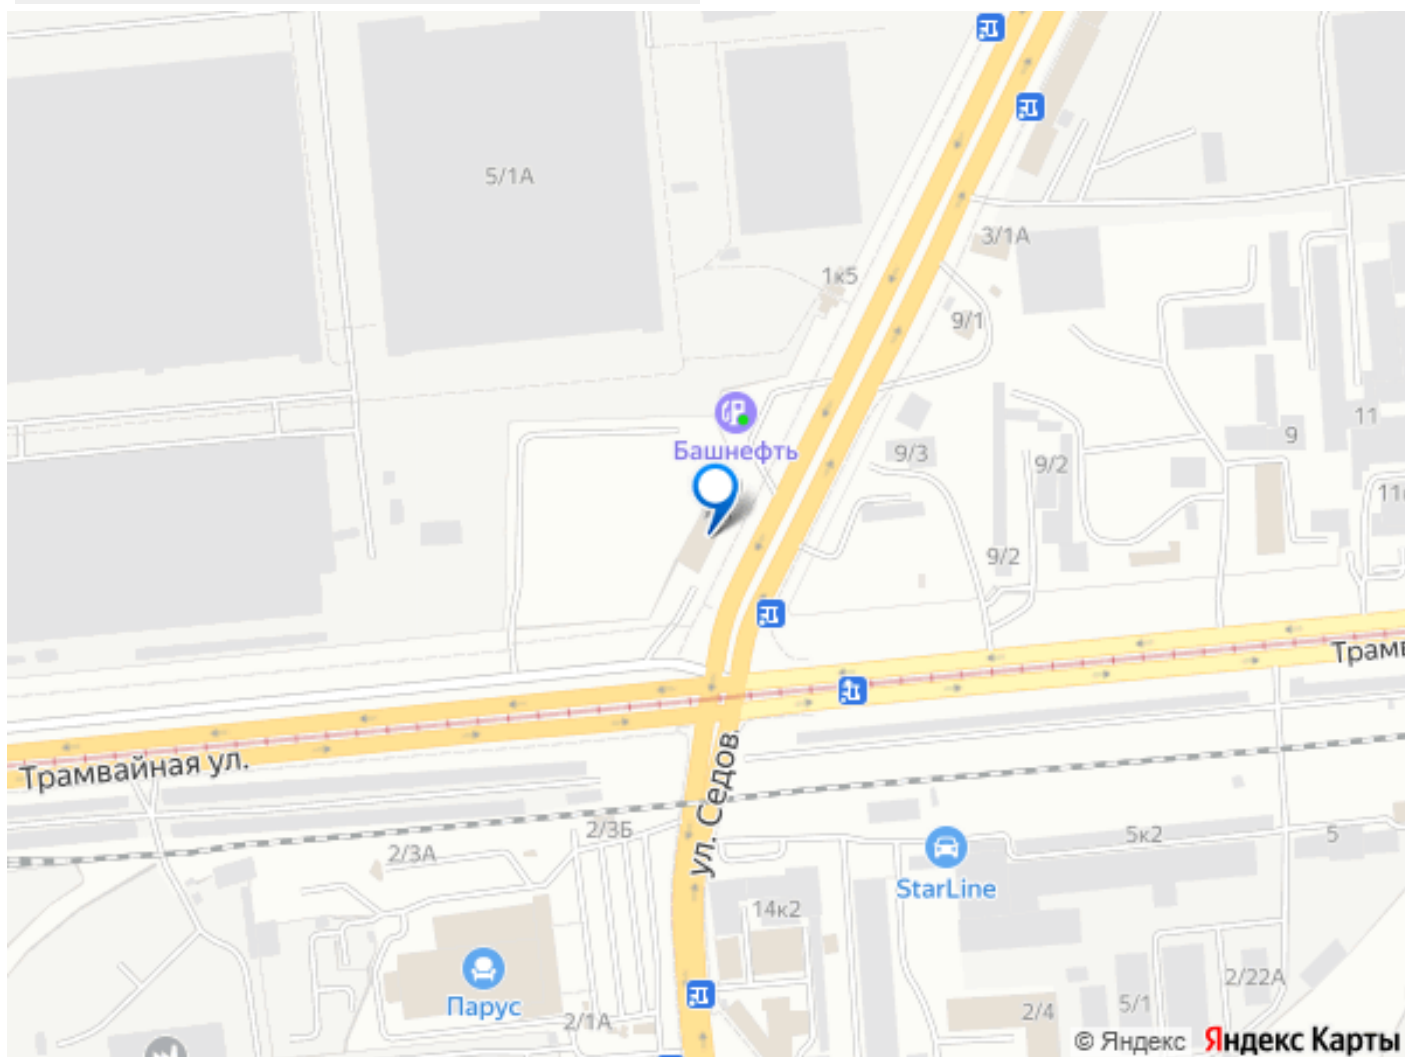 5/1А
3/1А
1к5
9/1
Башнефть
11
9
9/3
9/2
9/2
Трамвайная ул.
ул. Седов
2/3Б
2/3А
5к2
5
StarLine
14к2
Парус
2/22А
5/1
2/4
2/1А
© Яндекс
Яндекс Карты